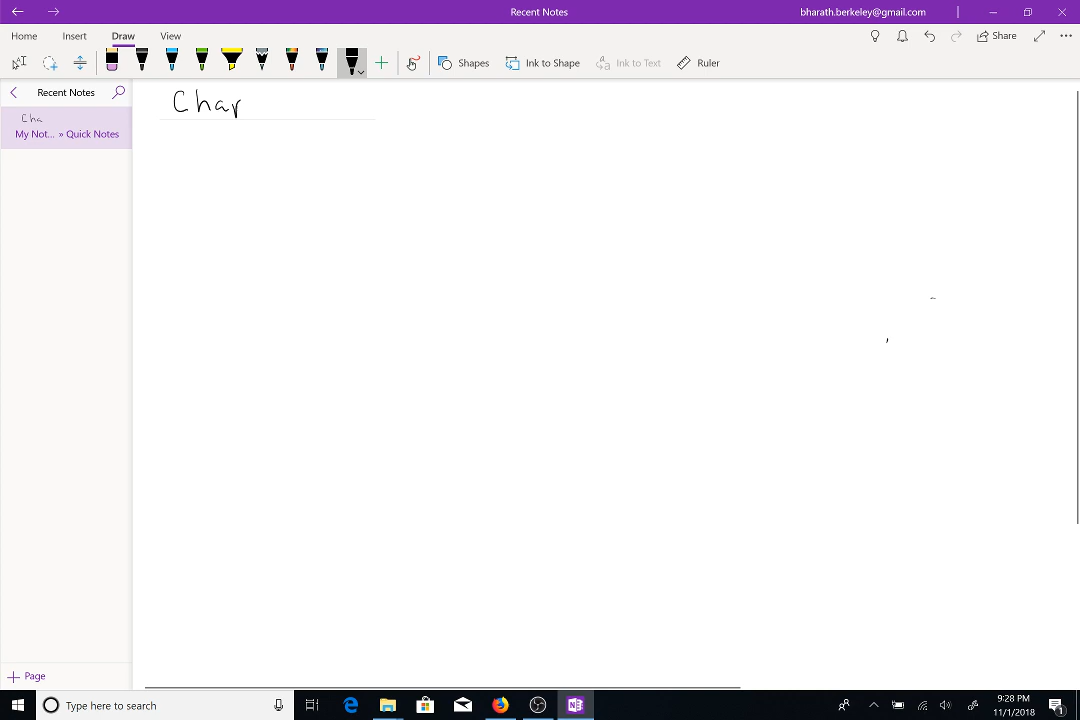 Recent Notes
bharath.berkeley@gmail.com
Home Insert Draw View
Share
Shapes Ink to Shape Ink to Text Ruler
Recent Notes
Cha
My Not... » Quick Notes
Char
Page
Type here to search
9:28 PM
11/1/2018
1